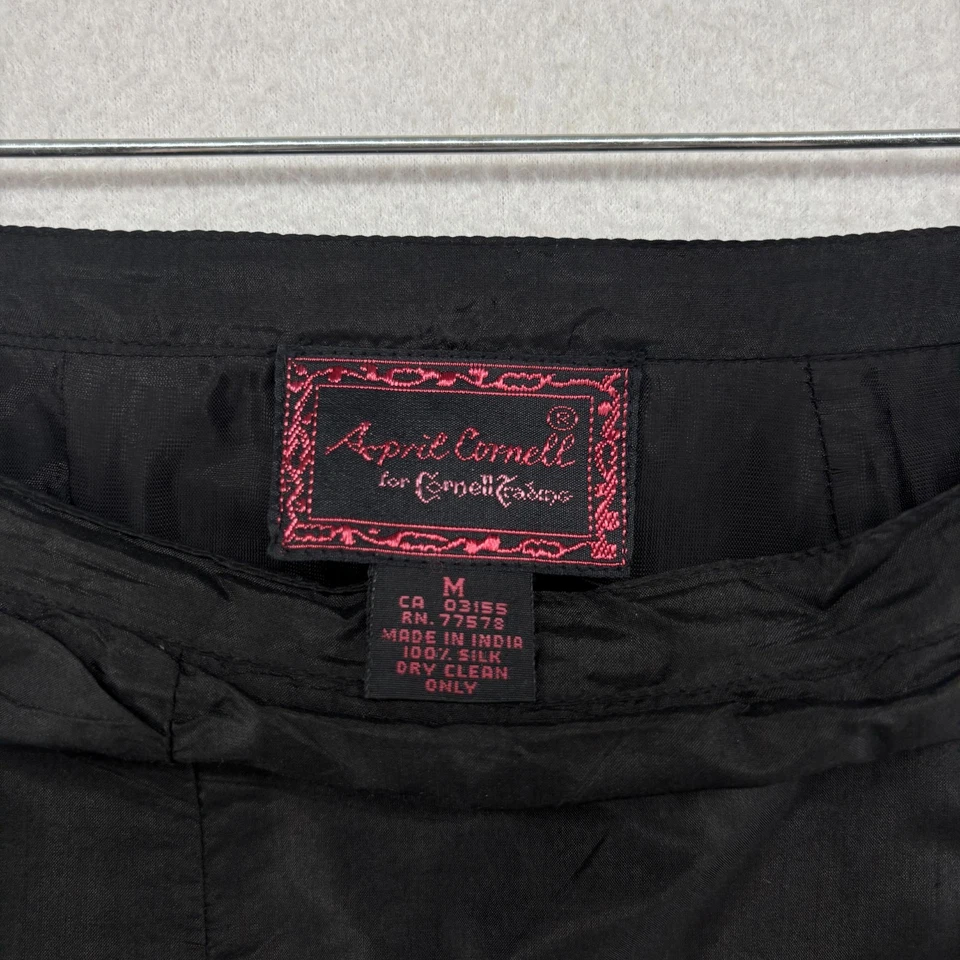 ®
April Cornell
for Cornell Trading
M
CA 03155
RN. 77578
MADE IN INDIA
100% SILK
DRY CLEAN
ONLY